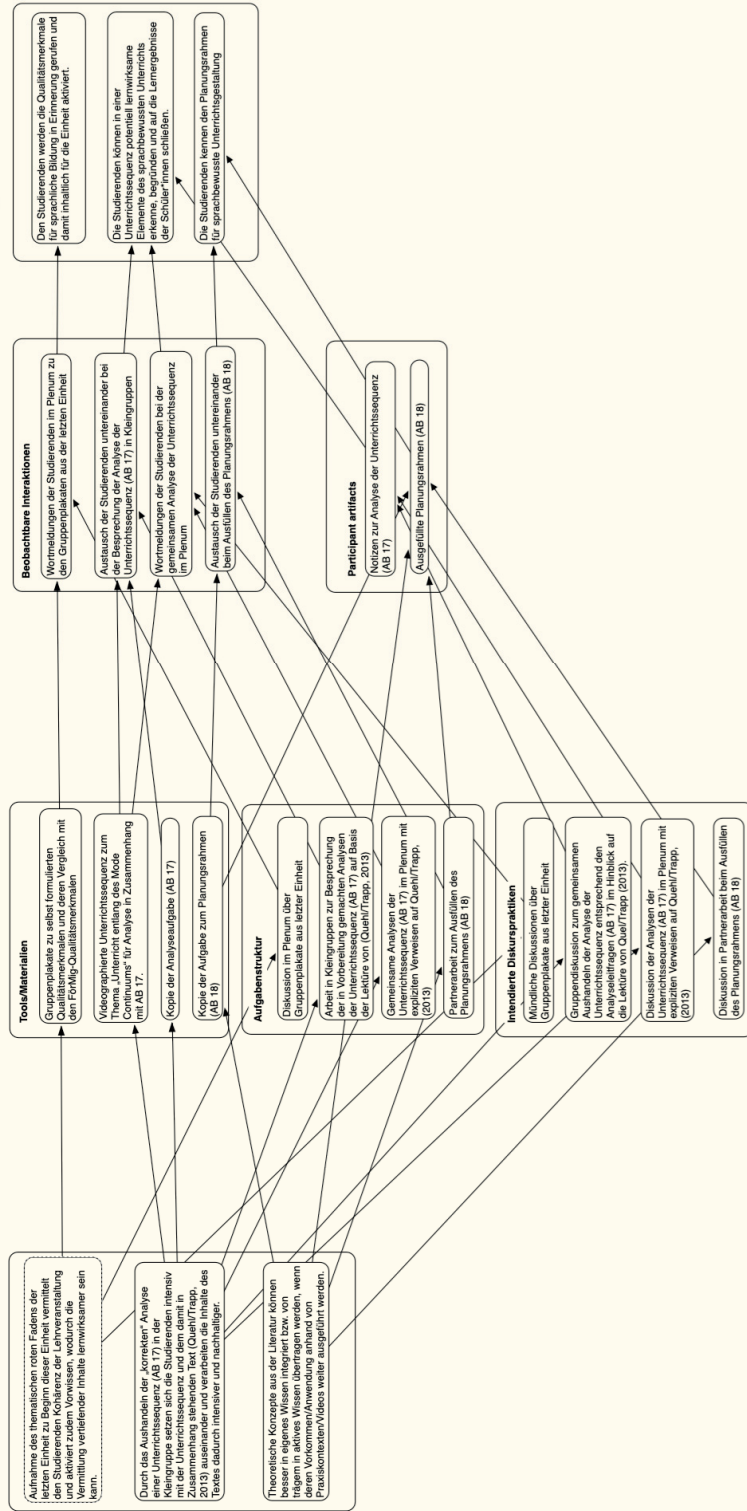 Aufnahme des thematischen roten Fadens der
letzten Einheit zu Beginn dieser Einheit vermittelt
den Studierenden Kohärenz der Lehrveranstaltung
und aktiviert zudem Vorwissen, wodurch die
Vermittlung vertiefender Inhalte lernwirksamer sein
kann.
Durch das Aushandeln der „korrekten“ Analyse
einer Unterrichtssequenz (AB 17) in der
Kleingruppe setzen sich die Studierenden intensiv
mit der Unterrichtssequenz und dem damit in
Zusammenhang stehenden Text (Quehl/Trapp,
2013) auseinander und verarbeiten die Inhalte des
Textes dadurch intensiver und nachhaltiger.
Theoretische Konzepte aus der Literatur können
besser in eigenes Wissen integriert bzw. von
trägem in aktives Wissen übertragen werden, wenn
deren Vorkommen/Anwendung anhand von
Praxiskontexten/Videos weiter ausgeführt werden.
Tools/Materialien
Gruppenplakate zu selbst formulierten
Qualitätsmerkmalen und deren Vergleich mit
den FörMig-Qualitätsmerkmalen
Videographierte Unterrichtssequenz zum
Thema „Unterricht entlang des Mode
Continuums“ für Analyse in Zusammenhang
mit AB 17.
Kopie der Analyseaufgabe (AB 17)
Kopie der Aufgabe zum Planungsrahmen
(AB 18)
Aufgabenstruktur
Diskussion im Plenum über
Gruppenplakate aus letzter Einheit
Arbeit in Kleingruppen zur Besprechung
der in Vorbereitung gemachten Analysen
der Unterrichtssequenz (AB 17) auf Basis
der Lektüre von (Quehl/Trapp, 2013)
Gemeinsame Analysen der
Unterrichtssequenz (AB 17) im Plenum mit
expliziten Verweisen auf Quehl/Trapp,
(2013)
Partnerarbeit zum Ausfüllen des
Planungsrahmens (AB 18)
Intendierte Diskurspraktiken
Mündliche Diskussionen über
Gruppenplakate aus letzter Einheit
Gruppendiskussion zum gemeinsamen
Aushandeln der Analyse der
Unterrichtssequenz entsprechend den
Analyseleitfragen (AB 17) im Hinblick auf
die Lektüre von Quel/Trapp (2013).
Diskussion der Analysen der
Unterrichtssequenz (AB 17) im Plenum mit
expliziten Verweisen auf Quehl/Trapp,
(2013)
Diskussion in Partnerarbeit beim Ausfüllen
des Planungsrahmens (AB 18)
Beobachtbare Interaktionen
Wortmeldungen der Studierenden im Plenum zu
den Gruppenplakaten aus der letzten Einheit
Austausch der Studierenden untereinander bei
der Besprechung der Analyse der
Unterrichtssequenz (AB 17) in Kleingruppen
Wortmeldungen der Studierenden bei der
gemeinsamen Analyse der Unterrichtssequenz
im Plenum
Austausch der Studierenden untereinander
beim Ausfüllen des Planungsrahmens (AB 18)
Participant artifacts
Notizen zur Analyse der Unterrichtssequenz
(AB 17)
Ausgefüllte Planungsrahmen (AB 18)
Den Studierenden werden die Qualitätsmerkmale
für sprachliche Bildung in Erinnerung gerufen und
damit inhaltlich für die Einheit aktiviert.
Die Studierenden können in einer
Unterrichtssequenz potentiell lernwirksame
Elemente des sprachbewussten Unterrichts
erkenne, begründen und auf die Lernergebnisse
der Schüler*innen schließen.
Die Studierenden kennen den Planungsrahmen
für sprachbewusste Unterrichtsgestaltung